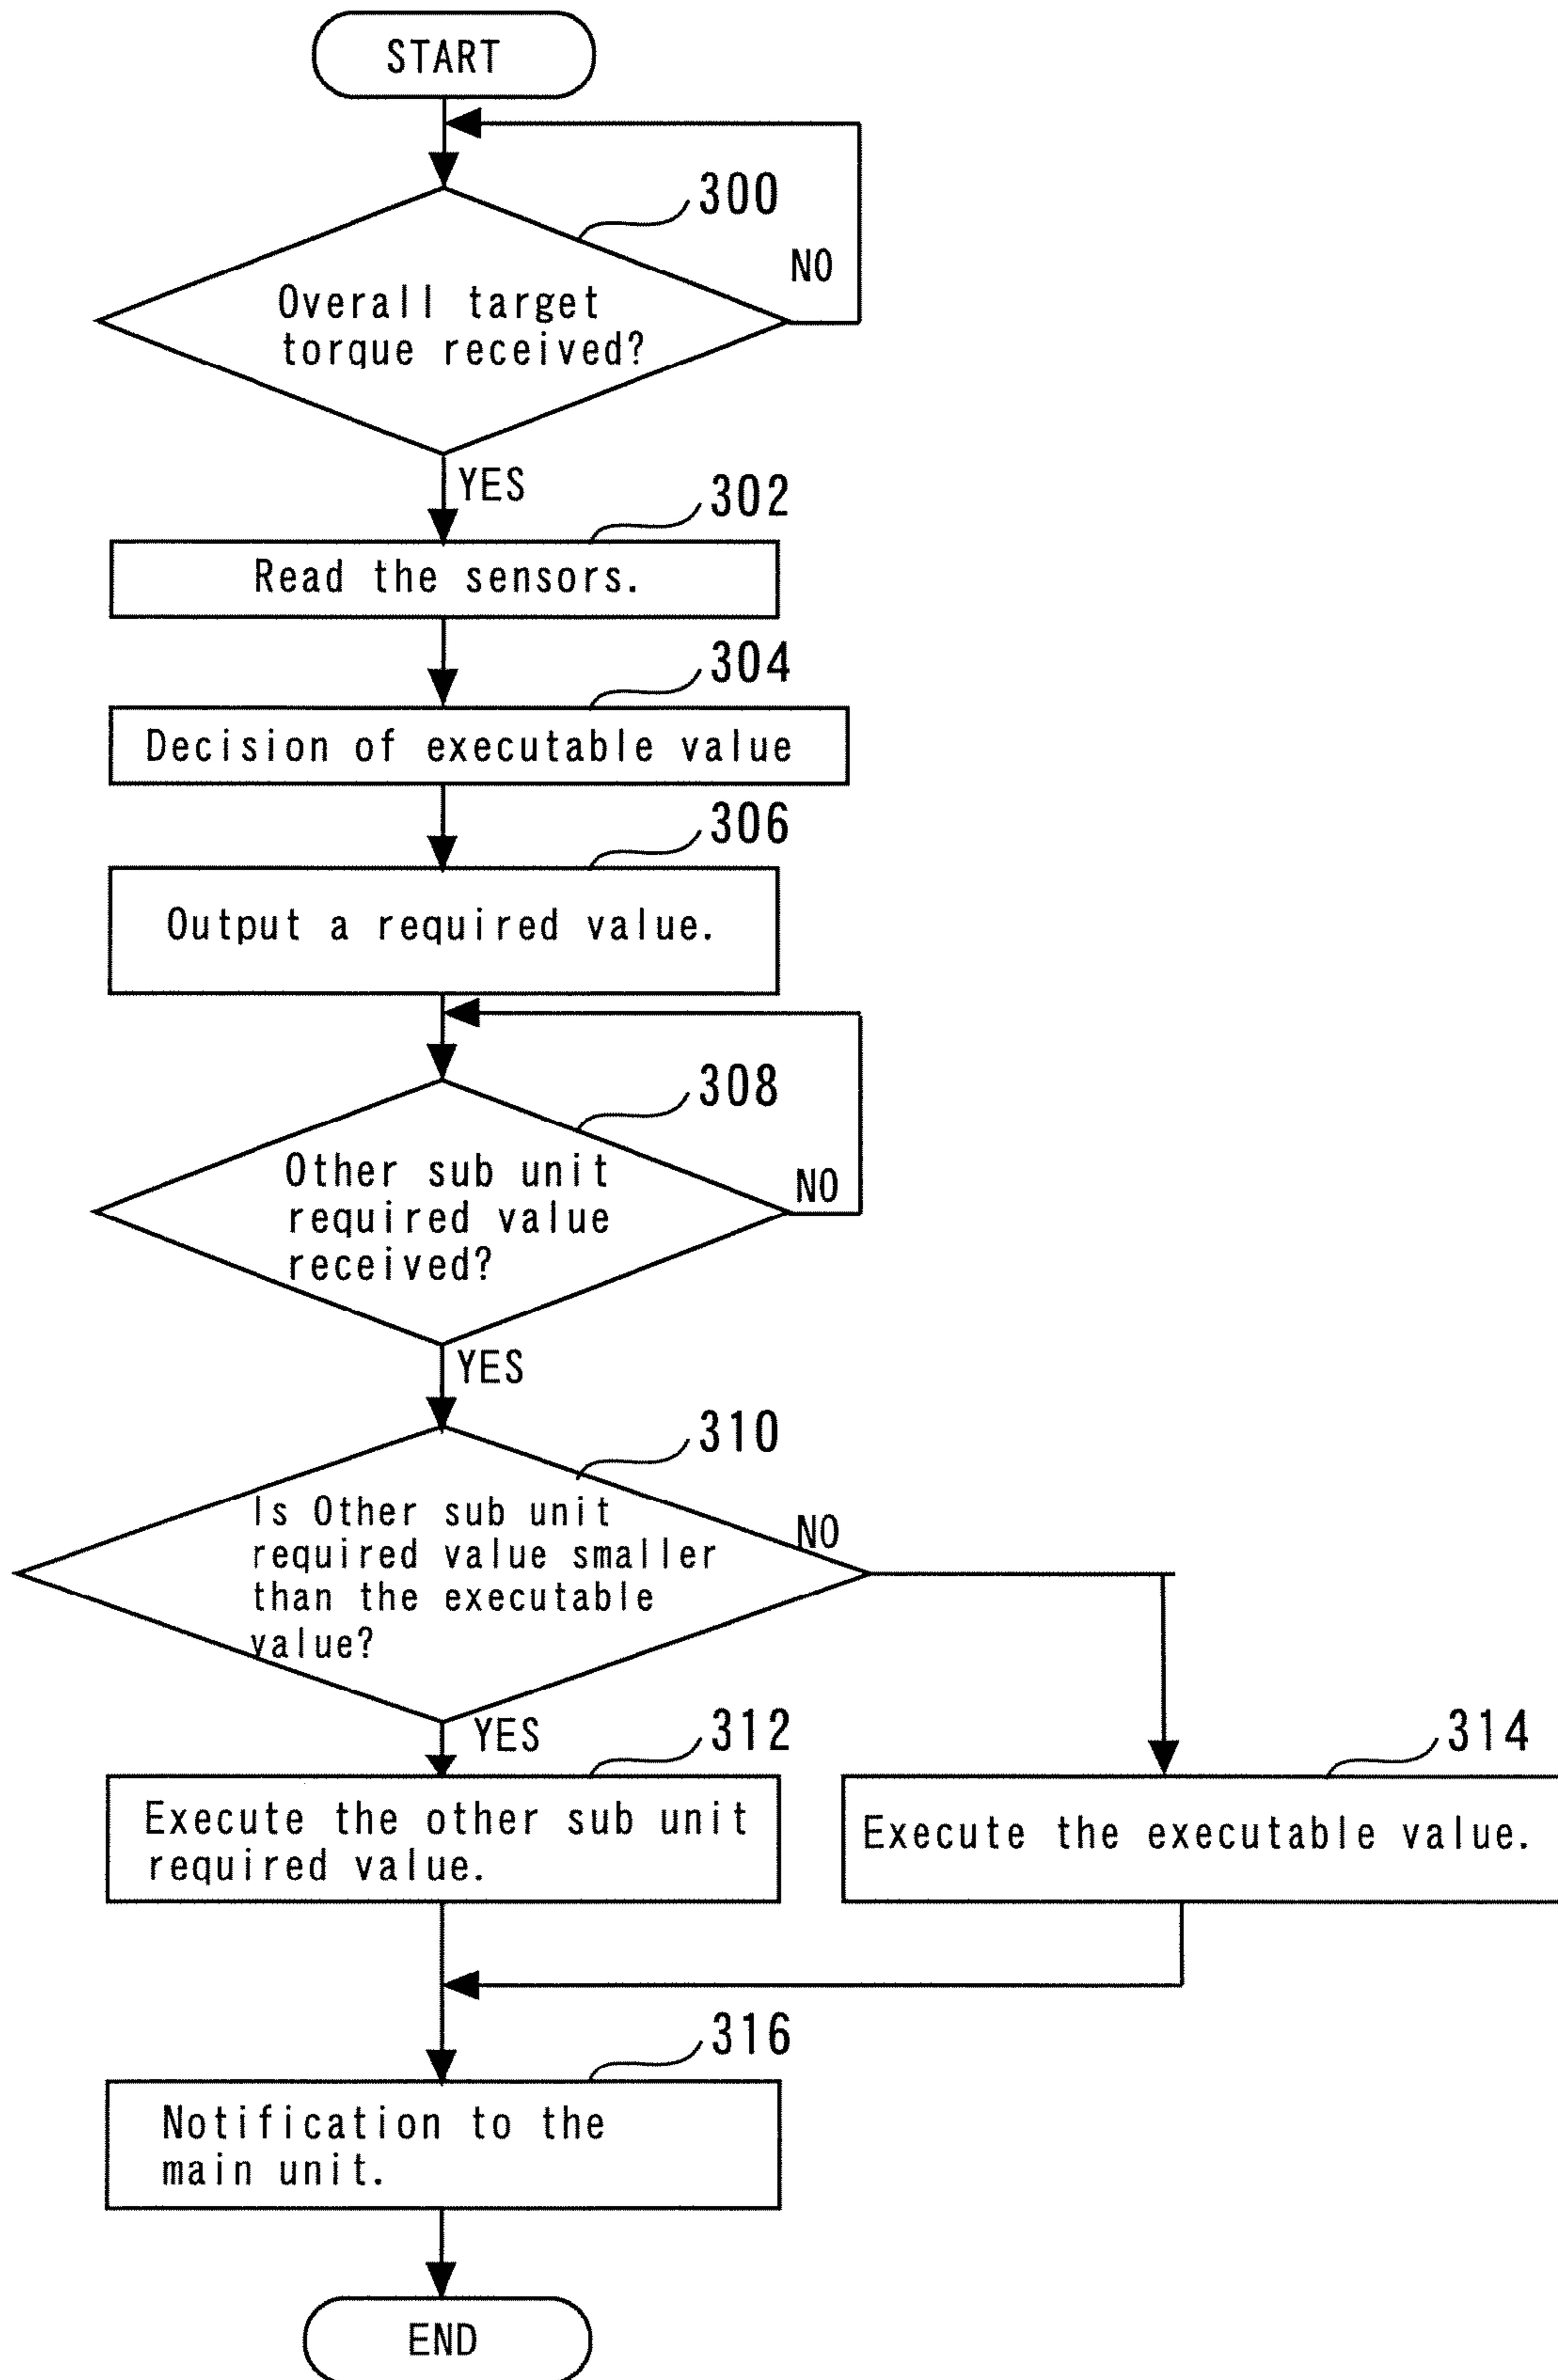 START
300
NO
Overall target
torque received?
YES
302
Read the sensors.
304
Decision of executable value
306
Output a required value.
308
Other sub unit
NO
required value
received?
YES
310
Is Other sub unit
NO
required value smaller
than the executable
value?
YES
312
314
Execute the other sub unit
required value.
Execute the executable value.
316
Notification to the
main unit.
END